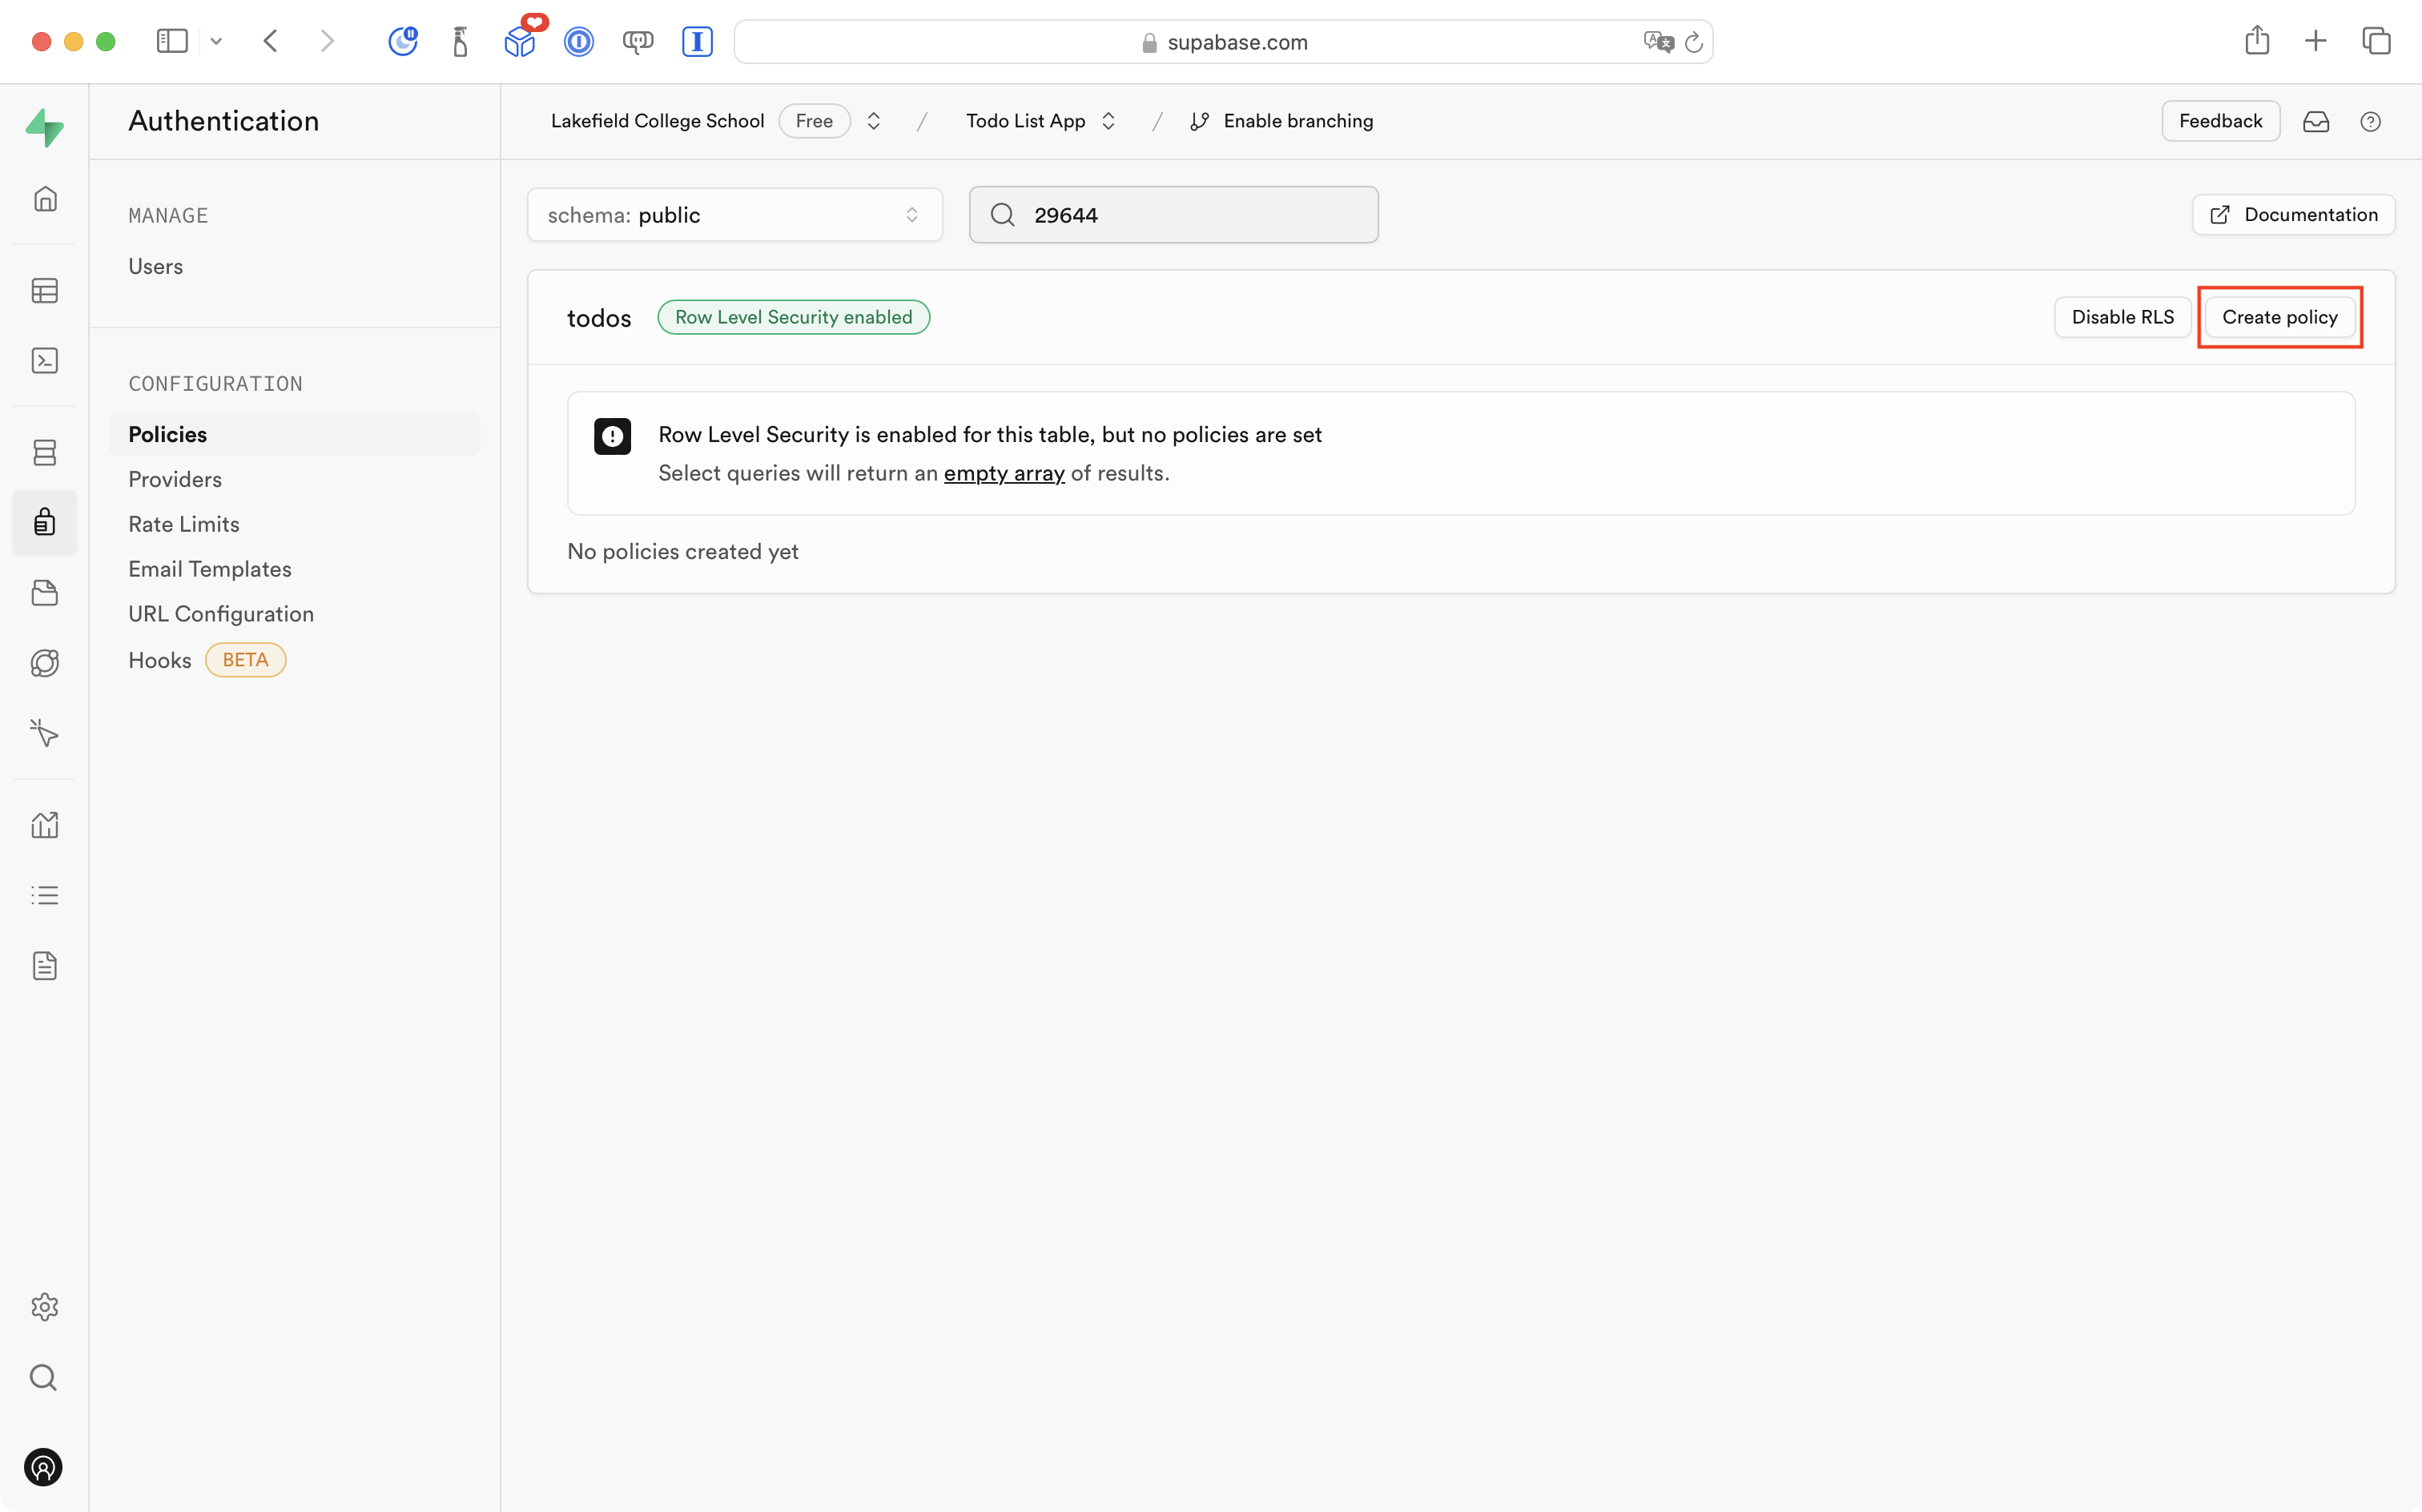 supabase.com
Authentication
Lakefield College School Free / Todo List App / Enable branching
Feedback
MANAGE
Users
CONFIGURATION
Policies
Providers
Rate Limits
Email Templates
URL Configuration
Hooks BETA
schema: public
29644
Documentation
todos Row Level Security enabled
Disable RLS
Create policy
Row Level Security is enabled for this table, but no policies are set
Select queries will return an empty array of results.
No policies created yet